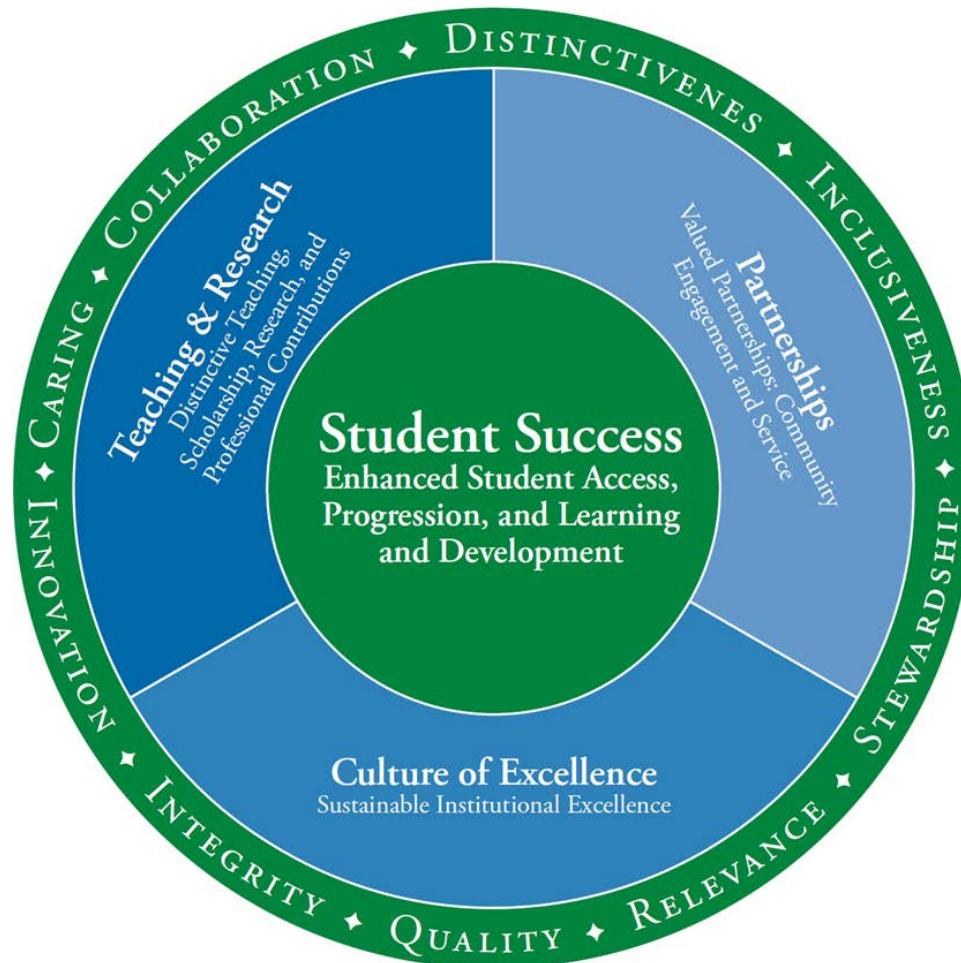 COLLABORATION ✦ DISTINCTIVENES ✦ INCLUSIVENESS ✦ STEWARDSHIP ✦ RELEVANCE ✦ QUALITY ✦ INTEGRITY ✦ INNOVATION ✦ CARING ✦
Teaching & Research
Distinctive Teaching,
Scholarship, Research, and
Professional Contributions
Partnerships
Valued Partnerships: Community
Engagement and Service
Student Success
Enhanced Student Access,
Progression, and Learning
and Development
Culture of Excellence
Sustainable Institutional Excellence